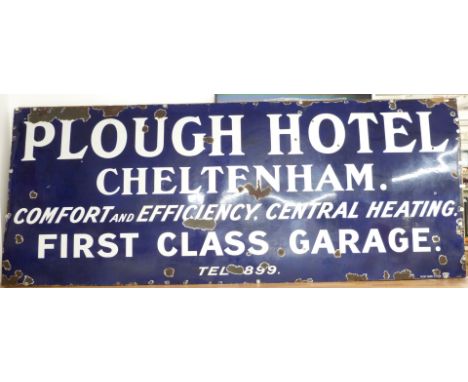 PLOUGH HOTEL
CHELTENHAM.
COMFORT AND EFFICIENCY. CENTRAL HEATING.
FIRST CLASS GARAGE.
TEL 899.